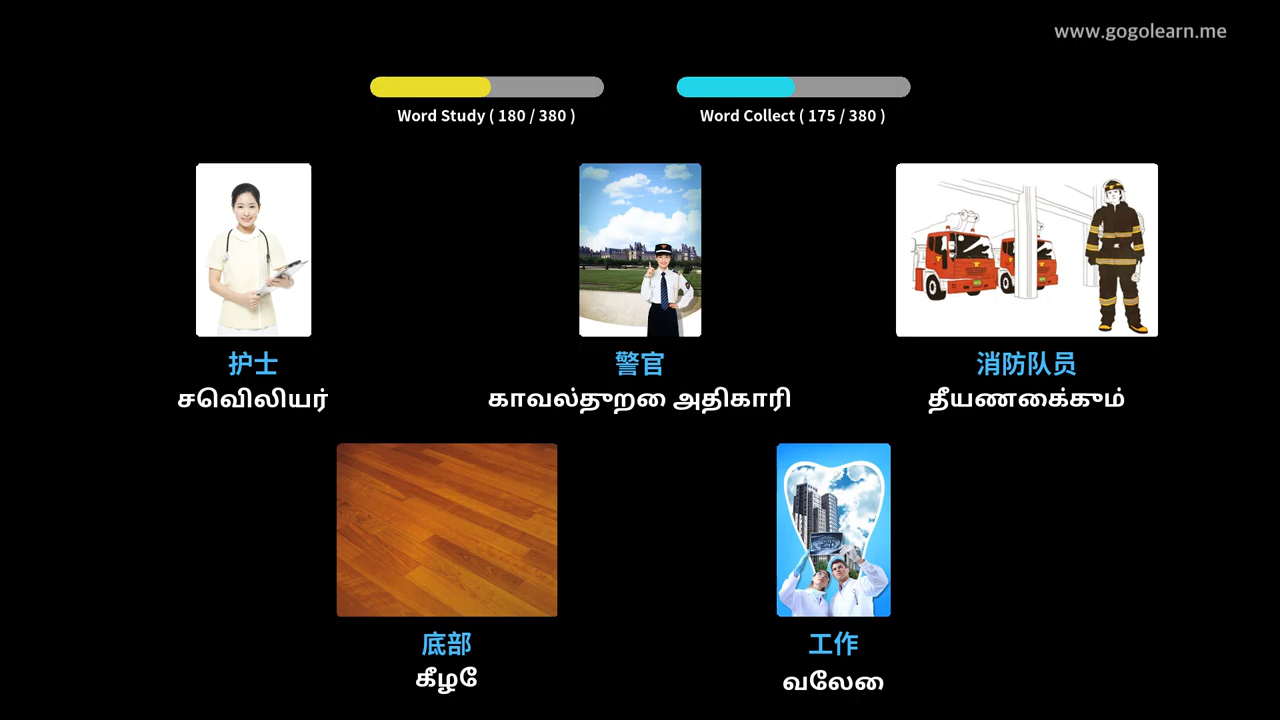 www.gogolearn.me
Word Study ( 180 / 380 )
Word Collect ( 175 / 380 )
护士
警官
消防队员
செவிலியர்
காவல்துறை அதிகாரி
தீயணைக்கும்
底部
工作
கீழே
வேலை